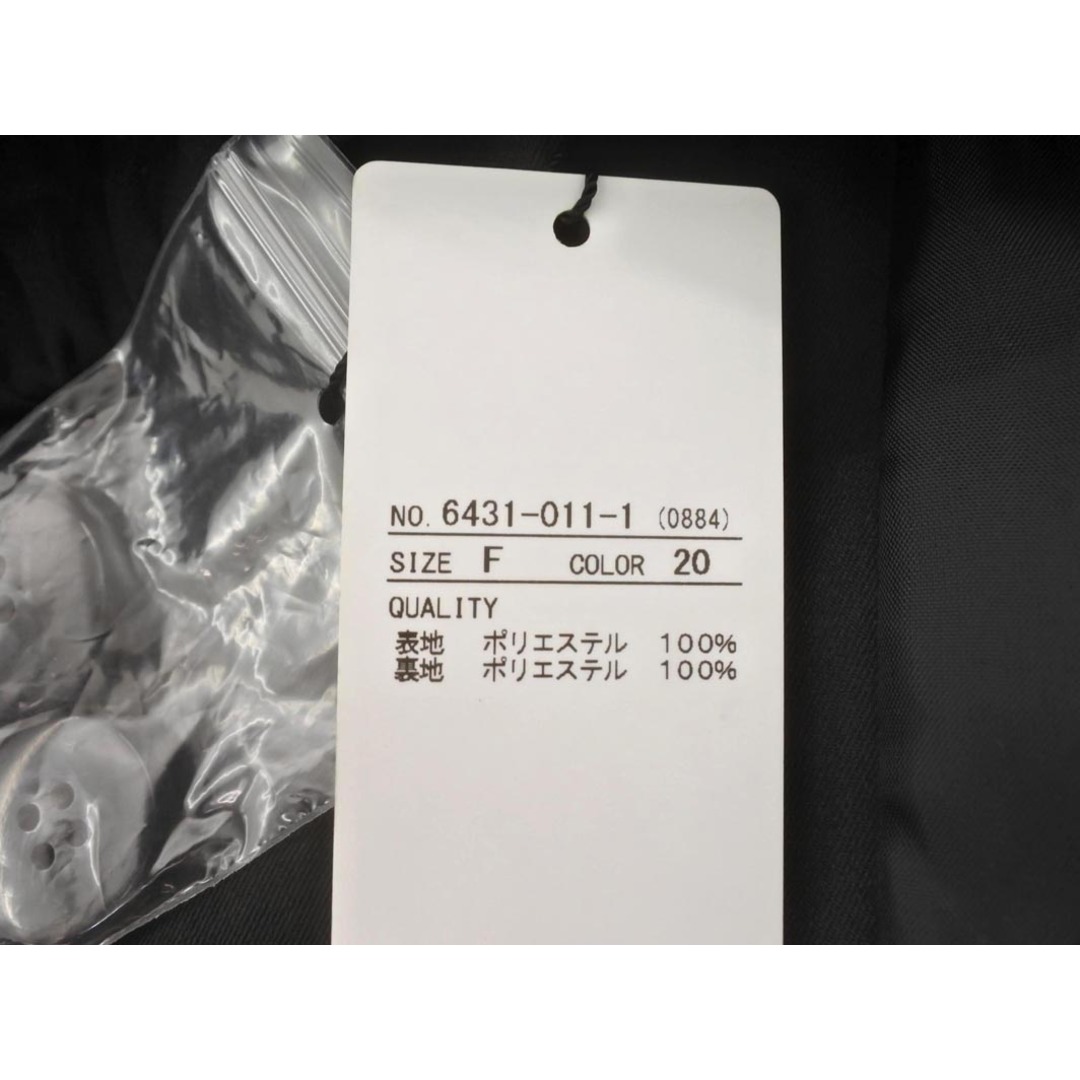 NO. 6431-011-1 (0884)
SIZE F COLOR 20
QUALITY
表地 ポリエステル 100%
裏地 ポリエステル 100%